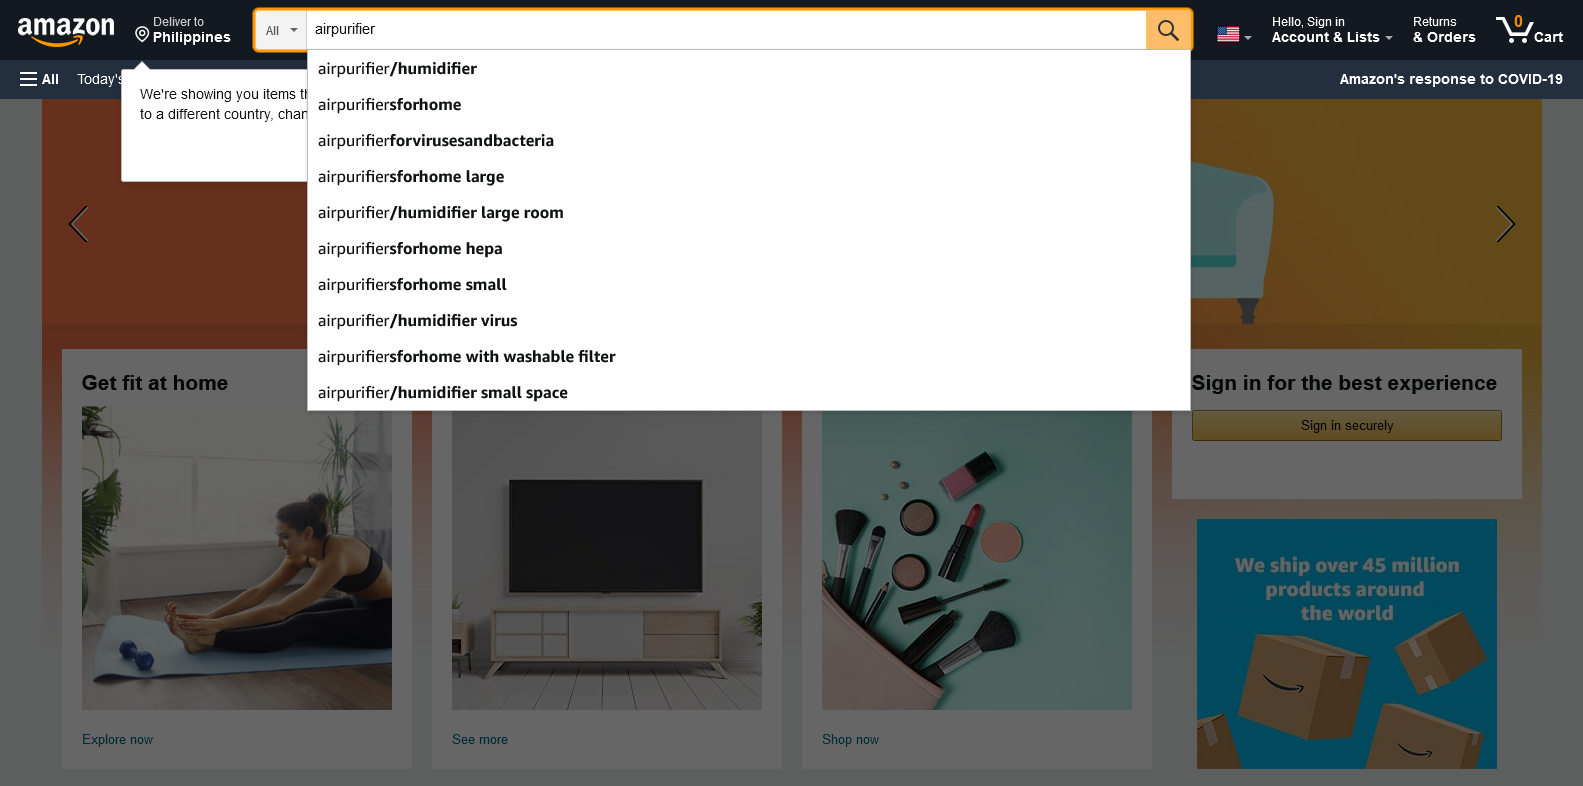 amazon
Deliver to
Philippines
All
airpurifier
Hello, Sign in
Account & Lists
Returns
& Orders
0
Cart
All
Today's
Amazon's response to COVID-19
We're showing you items
to a different country,
airpurifier/humidifier
airpurifiersforhome
airpurifierforvirusesandbacteria
airpurifiersforhome large
airpurifier/humidifier large room
airpurifiersforhome hepa
airpurifiersforhome small
airpurifier/humidifier virus
airpurifiersforhome with washable filter
airpurifier/humidifier small space
Get fit at home
Sign in for the best experience
Sign in securely
We ship over 45 million
products around
the world
Explore now
See more
Shop now